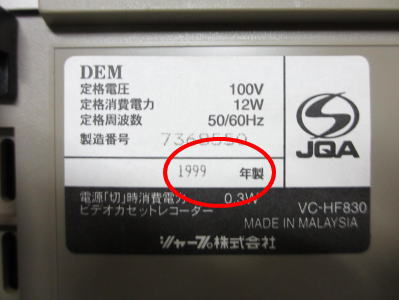 DEM
定格電圧 100V
定格消費電力 12W
定格周波数 50/60Hz
製造番号 7368550
JQA
1999 年製
電源「切」時消費電力 0.3W
ビデオカセットレコーダー VC-HF830
MADE IN MALAYSIA
シャープ株式会社